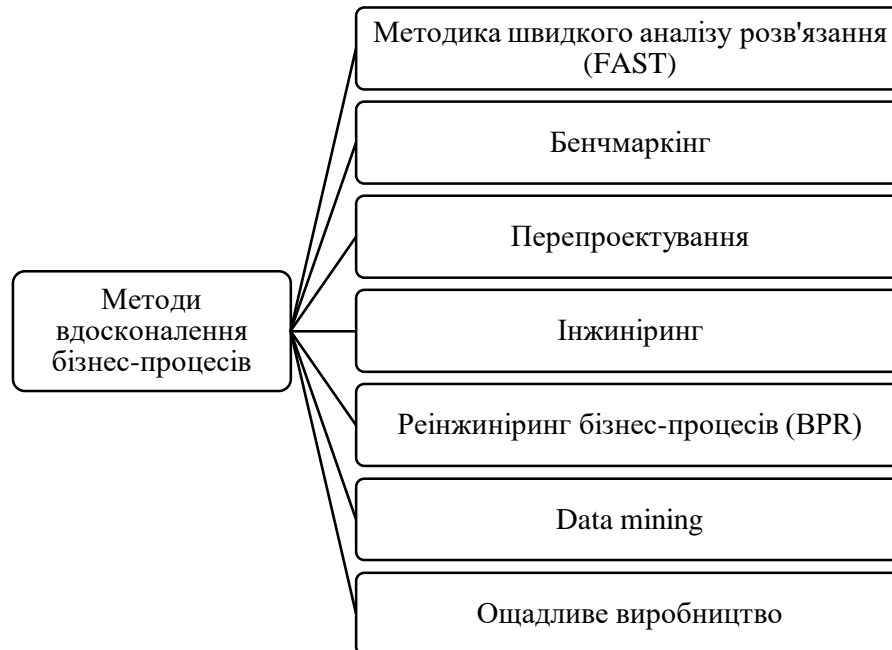 Методика швидкого аналізу розв'язання
(FAST)
Бенчмаркінг
Перепроектування
Методи
вдосконалення
бізнес-процесів
Інжиніринг
Реінжиніринг бізнес-процесів (BPR)
Data mining
Ощадливе виробництво